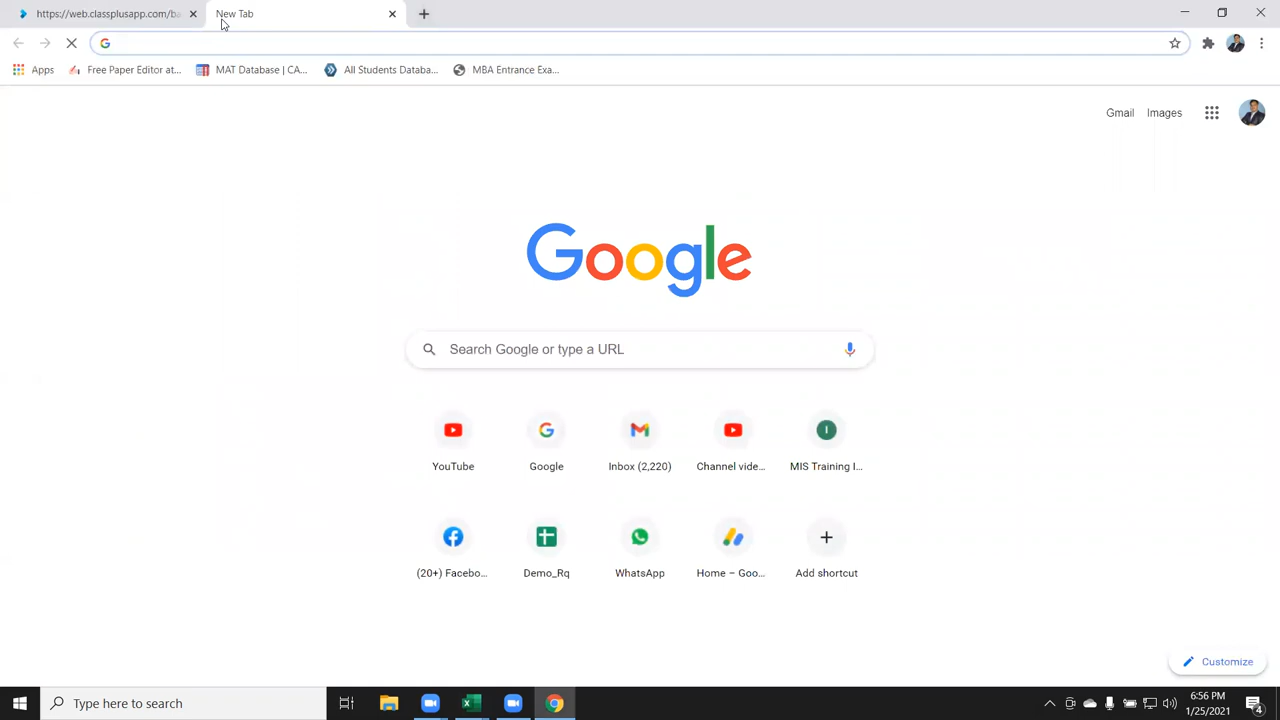 https://web.classplusapp.com/ba
New Tab
Apps
Free Paper Editor at...
MAT Database | CA...
All Students Databa...
MBA Entrance Exa...
Gmail
Images
Google
Search Google or type a URL
YouTube
Google
Inbox (2,220)
Channel vide...
I
MIS Training I...
(20+) Facebo...
Demo_Rq
WhatsApp
Home – Goo...
Add shortcut
Customize
Type here to search
6:56 PM
1/25/2021
4